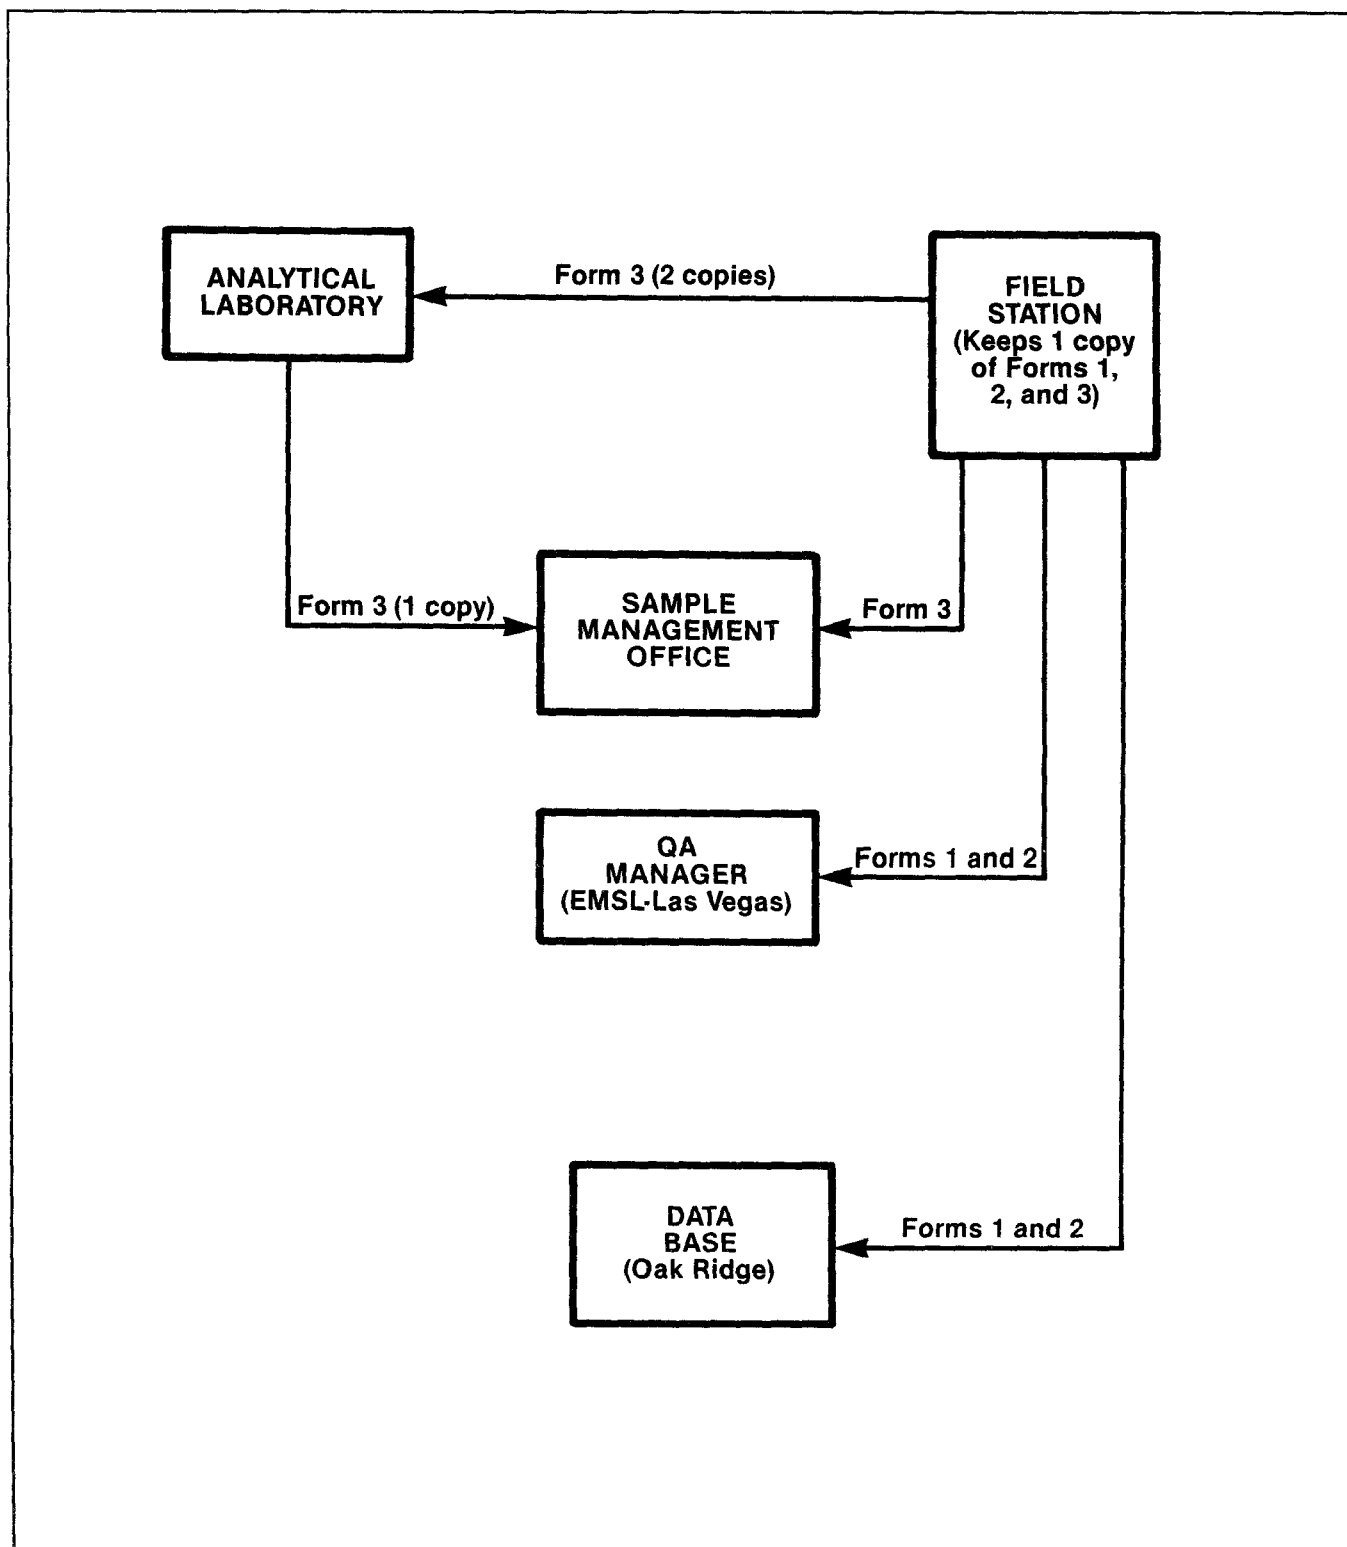 ANALYTICAL
LABORATORY
Form 3 (2 copies)
FIELD
STATION
(Keeps 1 copy
of Forms 1,
2, and 3)
Form 3 (1 copy)
SAMPLE
MANAGEMENT
OFFICE
Form 3
QA
MANAGER
(EMSL-Las Vegas)
Forms 1 and 2
DATA
BASE
(Oak Ridge)
Forms 1 and 2